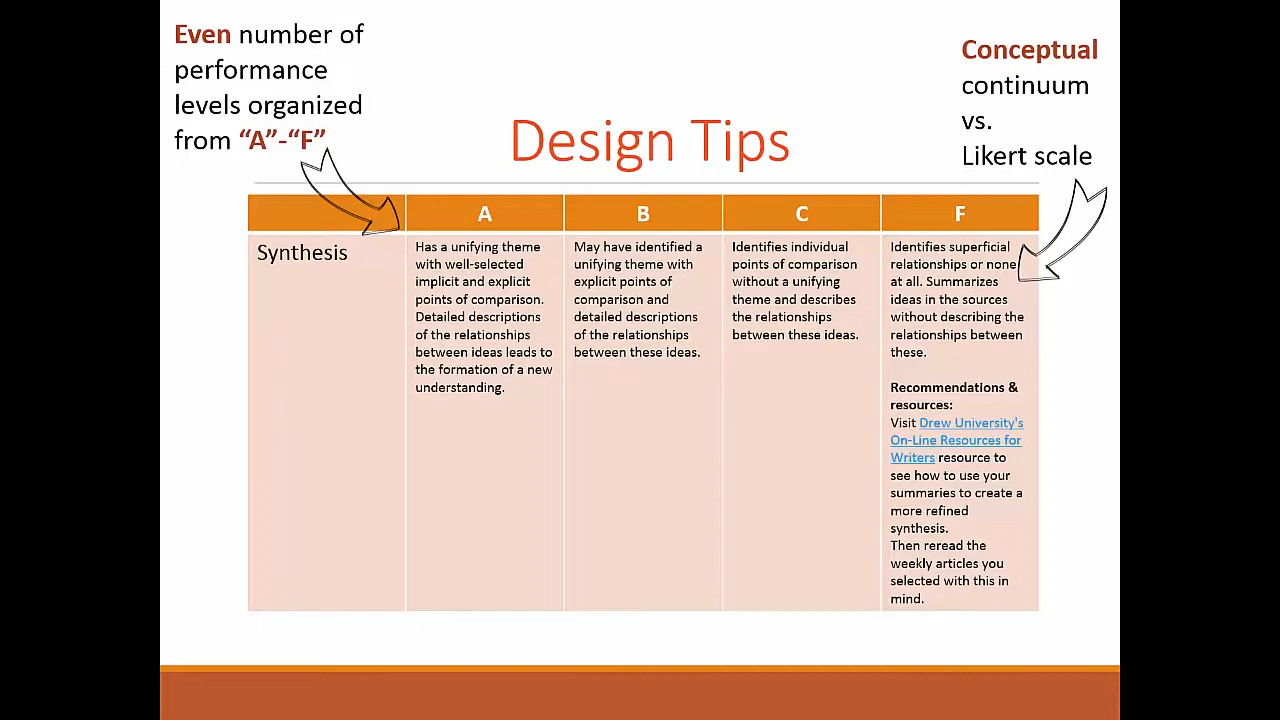 Even number of
performance
levels organized
from “A”-“F”
Conceptual
continuum
vs.
Likert scale
Design Tips
A
B
C
F
Synthesis
Has a unifying theme
with well-selected
implicit and explicit
points of comparison.
Detailed descriptions
of the relationships
between ideas leads to
the formation of a new
understanding.
May have identified a
unifying theme with
explicit points of
comparison and
detailed descriptions
of the relationships
between these ideas.
Identifies individual
points of comparison
without a unifying
theme and describes
the relationships
between these ideas.
Identifies superficial
relationships or none
at all. Summarizes
ideas in the sources
without describing the
relationships between
these.
Recommendations &
resources:
Visit Drew University's
On-Line Resources for
Writers resource to
see how to use your
summaries to create a
more refined
synthesis.
Then reread the
weekly articles you
selected with this in
mind.